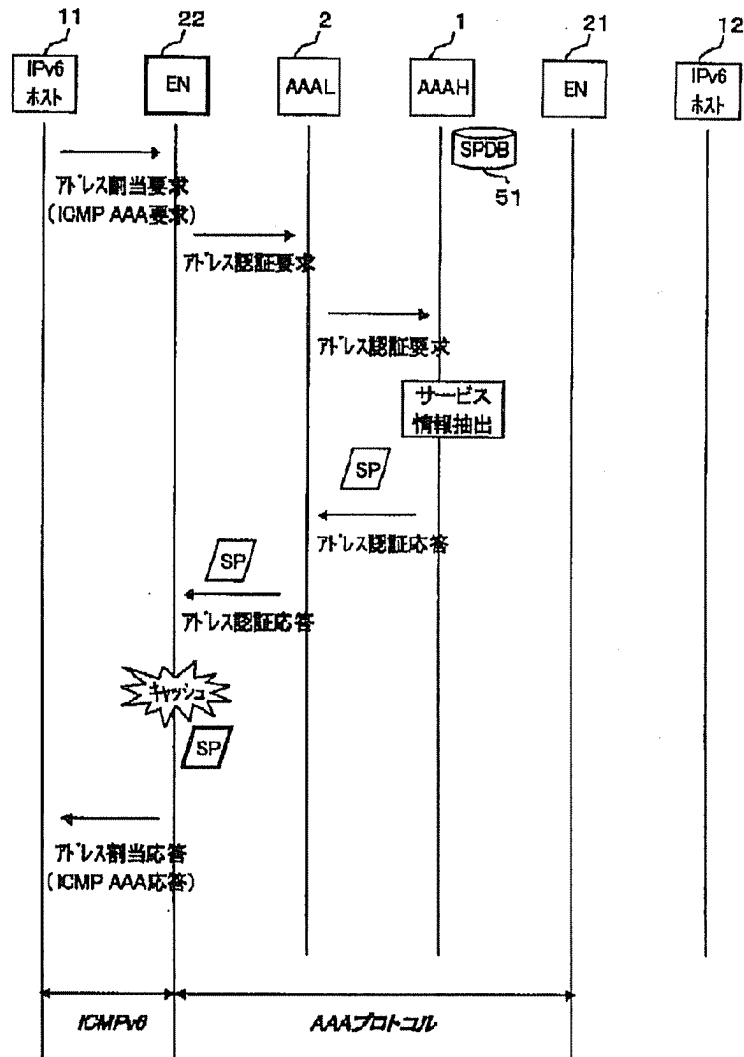 11
22
2
1
21
12
IPv6
ホスト
EN
AAAL
AAAH
EN
IPv6
ホスト
SPDB
51
アドレス割当要求
(ICMP AAA要求)
アドレス認証要求
アドレス認証要求
サービス
情報抽出
SP
アドレス認証応答
SP
アドレス認証応答
キャッシュ
SP
アドレス割当応答
(ICMP AAA応答)
ICMPv6
AAAプロトコル